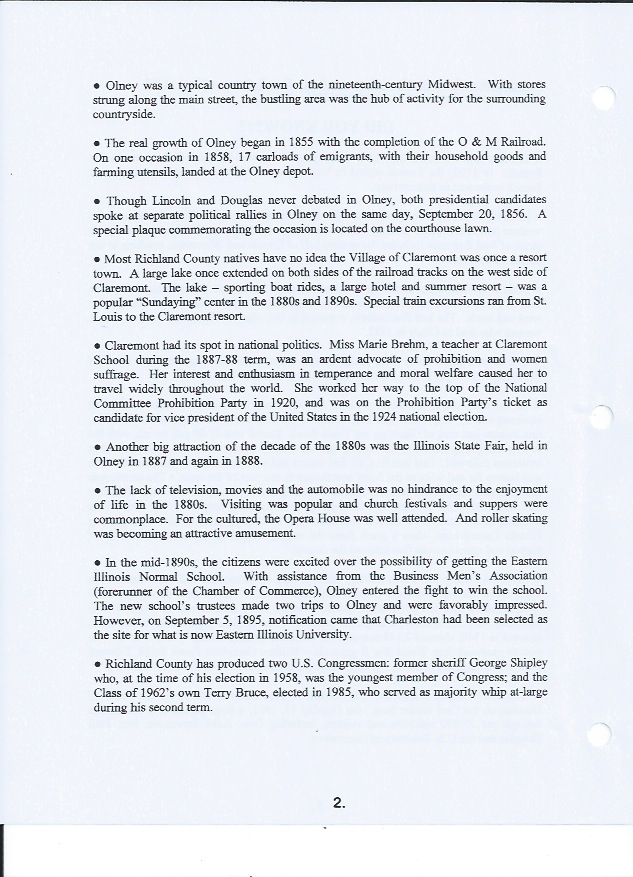 • Olney was a typical country town of the nineteenth-century Midwest. With stores
strung along the main street, the bustling area was the hub of activity for the surrounding
countryside.
• The real growth of Olney began in 1855 with the completion of the O & M Railroad.
On one occasion in 1858, 17 carloads of emigrants, with their household goods and
farming utensils, landed at the Olney depot.
• Though Lincoln and Douglas never debated in Olney, both presidential candidates
spoke at separate political rallies in Olney on the same day, September 20, 1856. A
special plaque commemorating the occasion is located on the courthouse lawn.
• Most Richland County natives have no idea the Village of Claremont was once a resort
town. A large lake once extended on both sides of the railroad tracks on the west side of
Claremont. The lake – sporting boat rides, a large hotel and summer resort – was a
popular “Sundaying” center in the 1880s and 1890s. Special train excursions ran from St.
Louis to the Claremont resort.
• Claremont had its spot in national politics. Miss Marie Brehm, a teacher at Claremont
School during the 1887-88 term, was an ardent advocate of prohibition and women
suffrage. Her interest and enthusiasm in temperance and moral welfare caused her to
travel widely throughout the world. She worked her way to the top of the National
Committee Prohibition Party in 1920, and was on the Prohibition Party’s ticket as
candidate for vice president of the United States in the 1924 national election.
• Another big attraction of the decade of the 1880s was the Illinois State Fair, held in
Olney in 1887 and again in 1888.
• The lack of television, movies and the automobile was no hindrance to the enjoyment
of life in the 1880s. Visiting was popular and church festivals and suppers were
commonplace. For the cultured, the Opera House was well attended. And roller skating
was becoming an attractive amusement.
• In the mid-1890s, the citizens were excited over the possibility of getting the Eastern
Illinois Normal School. With assistance from the Business Men’s Association
(forerunner of the Chamber of Commerce), Olney entered the fight to win the school.
The new school’s trustees made two trips to Olney and were favorably impressed.
However, on September 5, 1895, notification came that Charleston had been selected as
the site for what is now Eastern Illinois University.
• Richland County has produced two U.S. Congressmen: former sheriff George Shipley
who, at the time of his election in 1958, was the youngest member of Congress; and the
Class of 1962’s own Terry Bruce, elected in 1985, who served as majority whip at-large
during his second term.
2.